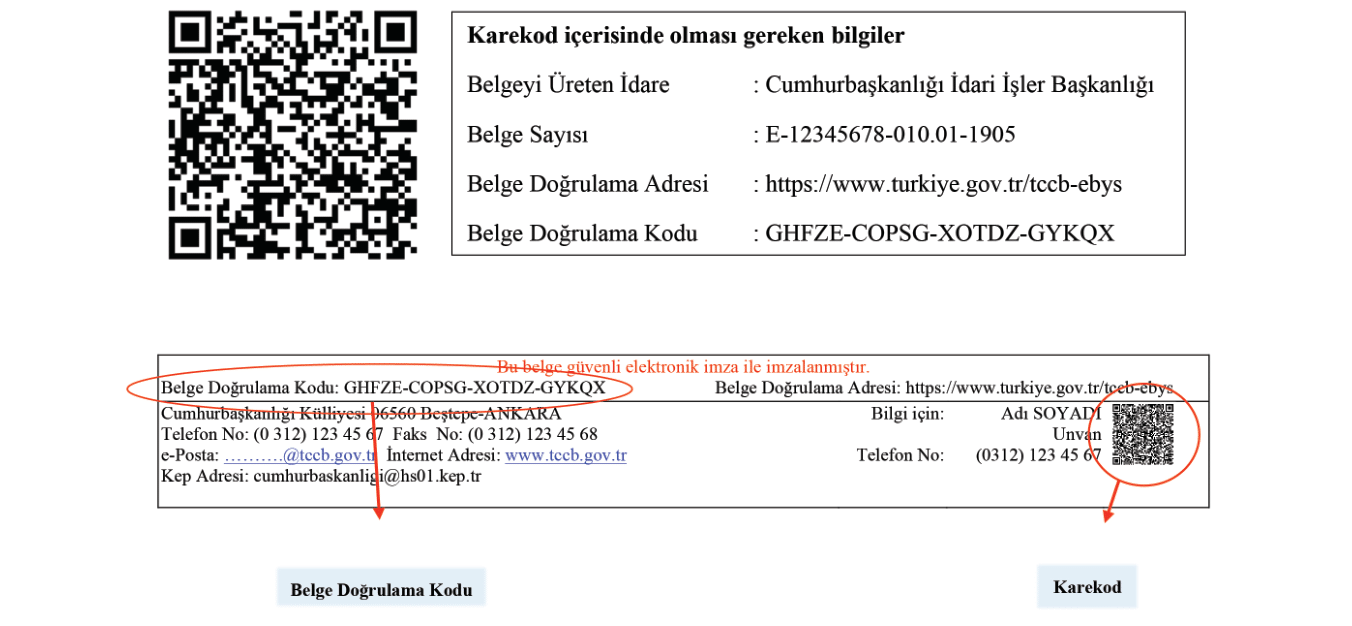 Karekod içerisinde olması gereken bilgiler
Belgeyi Üreten İdare : Cumhurbaşkanlığı İdari İşler Başkanlığı
Belge Sayısı : E-12345678-010.01-1905
Belge Doğrulama Adresi : https://www.turkiye.gov.tr/tccb-ebys
Belge Doğrulama Kodu : GHFZE-COPSG-XOTDZ-GYKQX
Bu belge güvenli elektronik imza ile imzalanmıştır.
Belge Doğrulama Kodu: GHFZE-COPSG-XOTDZ-GYKQX Belge Doğrulama Adresi: https://www.turkiye.gov.tr/tccb-ebys
Cumhurbaşkanlığı Külliyesi 06560 Beştepe-ANKARA Bilgi için: Adı SOYADI
Telefon No: (0 312) 123 45 67 Faks No: (0 312) 123 45 68 Unvan
e-Posta: ……….@tccb.gov.tr İnternet Adresi: www.tccb.gov.tr Telefon No: (0312) 123 45 67
Kep Adresi: cumhurbaskanligi@hs01.kep.tr
Belge Doğrulama Kodu Karekod